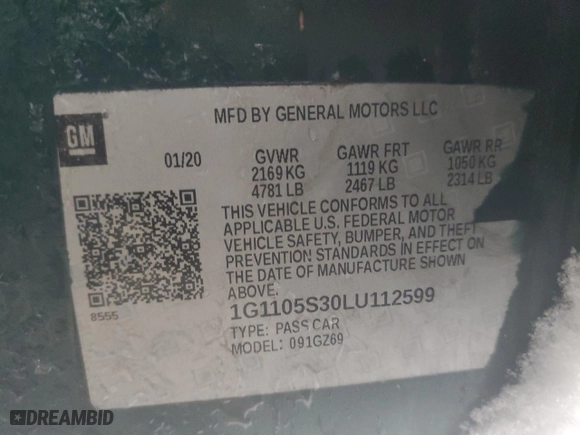 MFD BY GENERAL MOTORS LLC
GM
01/20 GVWR GAWR FRT GAWR RR
2169 KG 1119 KG 1050 KG
4781 LB 2467 LB 2314 LB
THIS VEHICLE CONFORMS TO ALL
APPLICABLE U.S. FEDERAL MOTOR
VEHICLE SAFETY, BUMPER, AND THEFT
PREVENTION STANDARDS IN EFFECT ON
THE DATE OF MANUFACTURE SHOWN
ABOVE.
8555
1G1105S30LU112599
TYPE: PASS CAR
MODEL: 091GZ69
DREAMBID